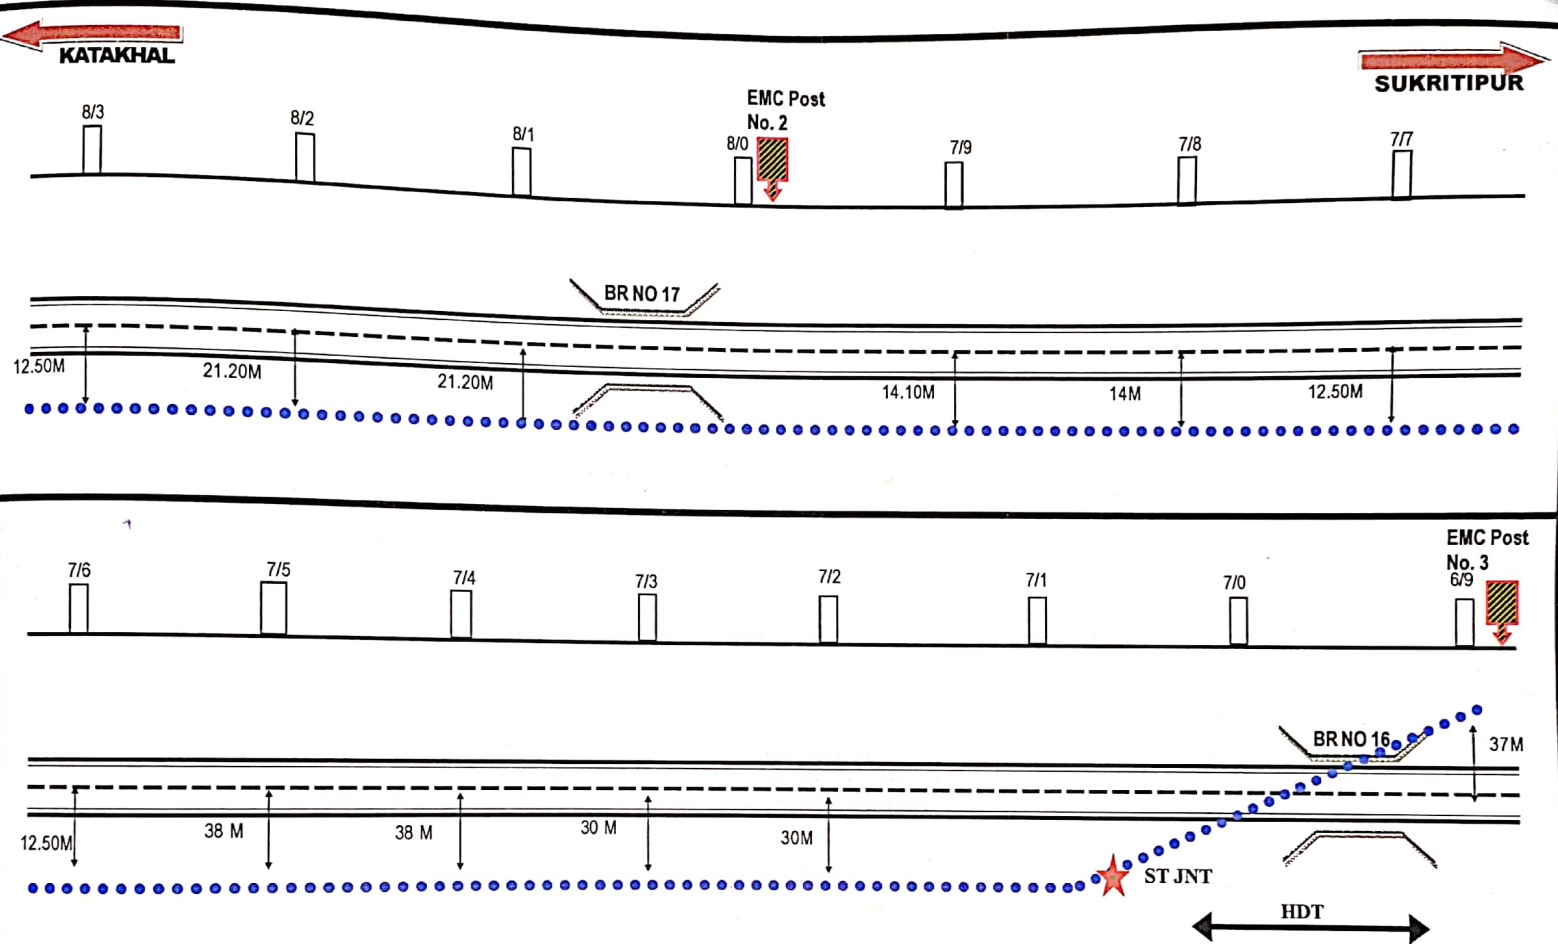 KATAKHAL
SUKRITIPUR
EMC Post
No. 2
8/3
8/2
8/1
8/0
7/9
7/8
7/7
BR NO 17
12.50M
21.20M
21.20M
14.10M
14M
12.50M
EMC Post
No. 3
7/6
7/5
7/4
7/3
7/2
7/1
7/0
6/9
BR NO 16
37M
12.50M
38 M
38 M
30 M
30M
ST JNT
HDT